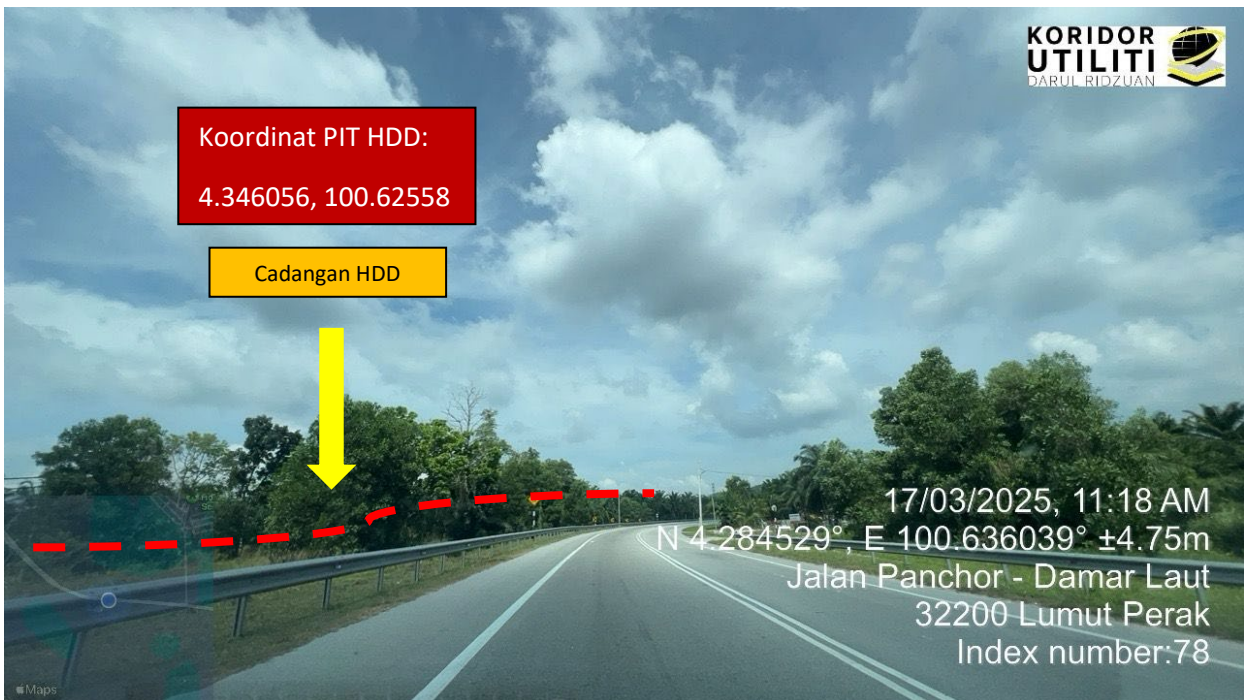 KORIDOR
UTILITI
DARUL RIDZUAN
Koordinat PIT HDD:
4.346056, 100.62558
Cadangan HDD
17/03/2025, 11:18 AM
N 4.284529°, E 100.636039° ±4.75m
Jalan Panchor - Damar Laut
32200 Lumut Perak
Index number:78
Maps